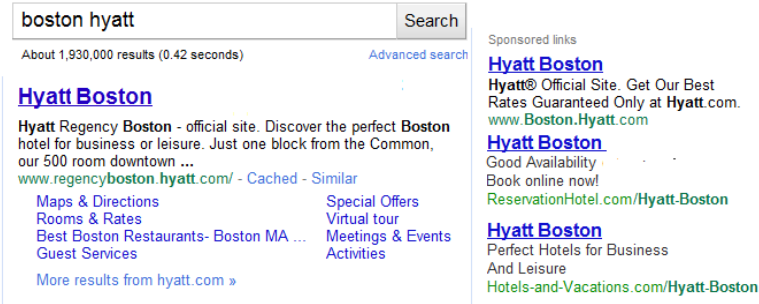 boston hyatt
Search
About 1,930,000 results (0.42 seconds)
Advanced search
Hyatt Boston
Hyatt Regency Boston - official site. Discover the perfect Boston
hotel for business or leisure. Just one block from the Common,
our 500 room downtown ...
www.regencyboston.hyatt.com/ - Cached - Similar
Maps & Directions
Rooms & Rates
Best Boston Restaurants- Boston MA ...
Guest Services
Special Offers
Virtual tour
Meetings & Events
Activities
More results from hyatt.com »
Sponsored links
Hyatt Boston
Hyatt® Official Site. Get Our Best
Rates Guaranteed Only at Hyatt.com.
www.Boston.Hyatt.com
Hyatt Boston
Good Availability
Book online now!
ReservationHotel.com/Hyatt-Boston
Hyatt Boston
Perfect Hotels for Business
And Leisure
Hotels-and-Vacations.com/Hyatt-Boston